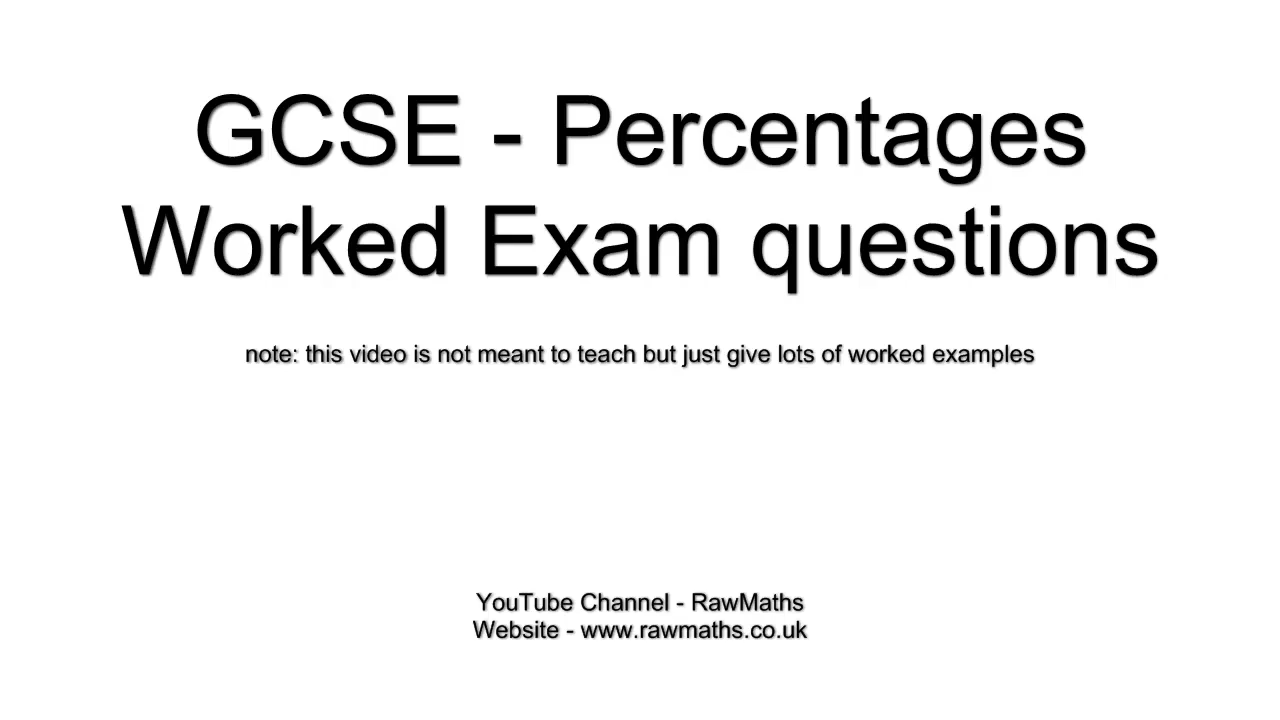 GCSE - Percentages
Worked Exam questions
note: this video is not meant to teach but just give lots of worked examples
YouTube Channel - RawMaths
Website - www.rawmaths.co.uk